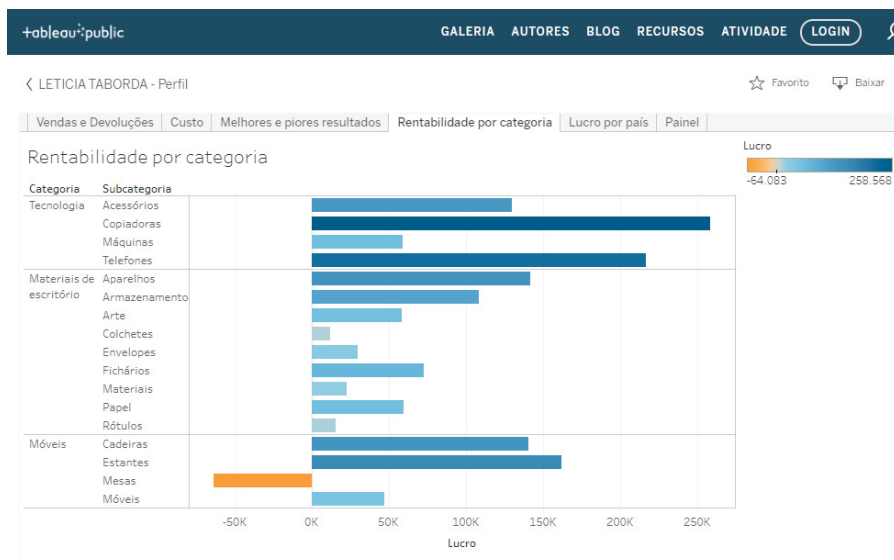 +ableau public
GALERIA AUTORES BLOG RECURSOS ATIVIDADE LOGIN
LETICIA TABORDA - Perfil
Favorito Baixar
Vendas e Devoluções Custo Melhores e piores resultados Rentabilidade por categoria Lucro por país Painel
Rentabilidade por categoria
Lucro
-64.083 258.568
Categoria Subcategoria
Tecnologia Acessórios
Copiadoras
Máquinas
Telefones
Materiais de Aparelhos
escritório Armazenamento
Arte
Colchetes
Envelopes
Fichários
Materiais
Papel
Rótulos
Móveis Cadeiras
Estantes
Mesas
Móveis
-50K 0K 50K 100K 150K 200K 250K
Lucro